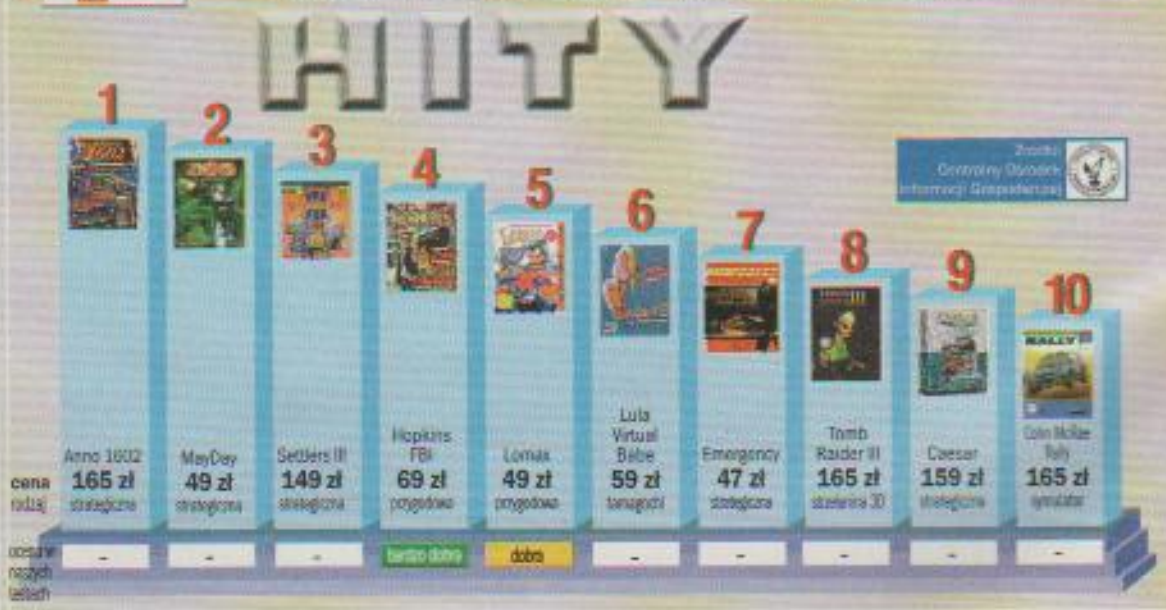 HITY
1
2
3
4
5
6
7
8
9
10
Źródło:
Centralny Ośrodek
Informacji Gospodarczej
Anno 1602
MayDay
Settlers III
Hopkins
FBI
Lomax
Lula
Virtual
Babe
Emergency
Tomb
Raider III
Caesar
Colin McRae
Rally
cena
165 zł
49 zł
149 zł
69 zł
49 zł
59 zł
47 zł
165 zł
159 zł
165 zł
rodzaj
strategiczna
strategiczna
strategiczna
przygodowa
przygodowa
tamagochi
strategiczna
strzelanina 3D
strategiczna
symulator
naszych
testach
-
-
-
bardzo dobra
dobra
-
-
-
-
-
1602
RALLY